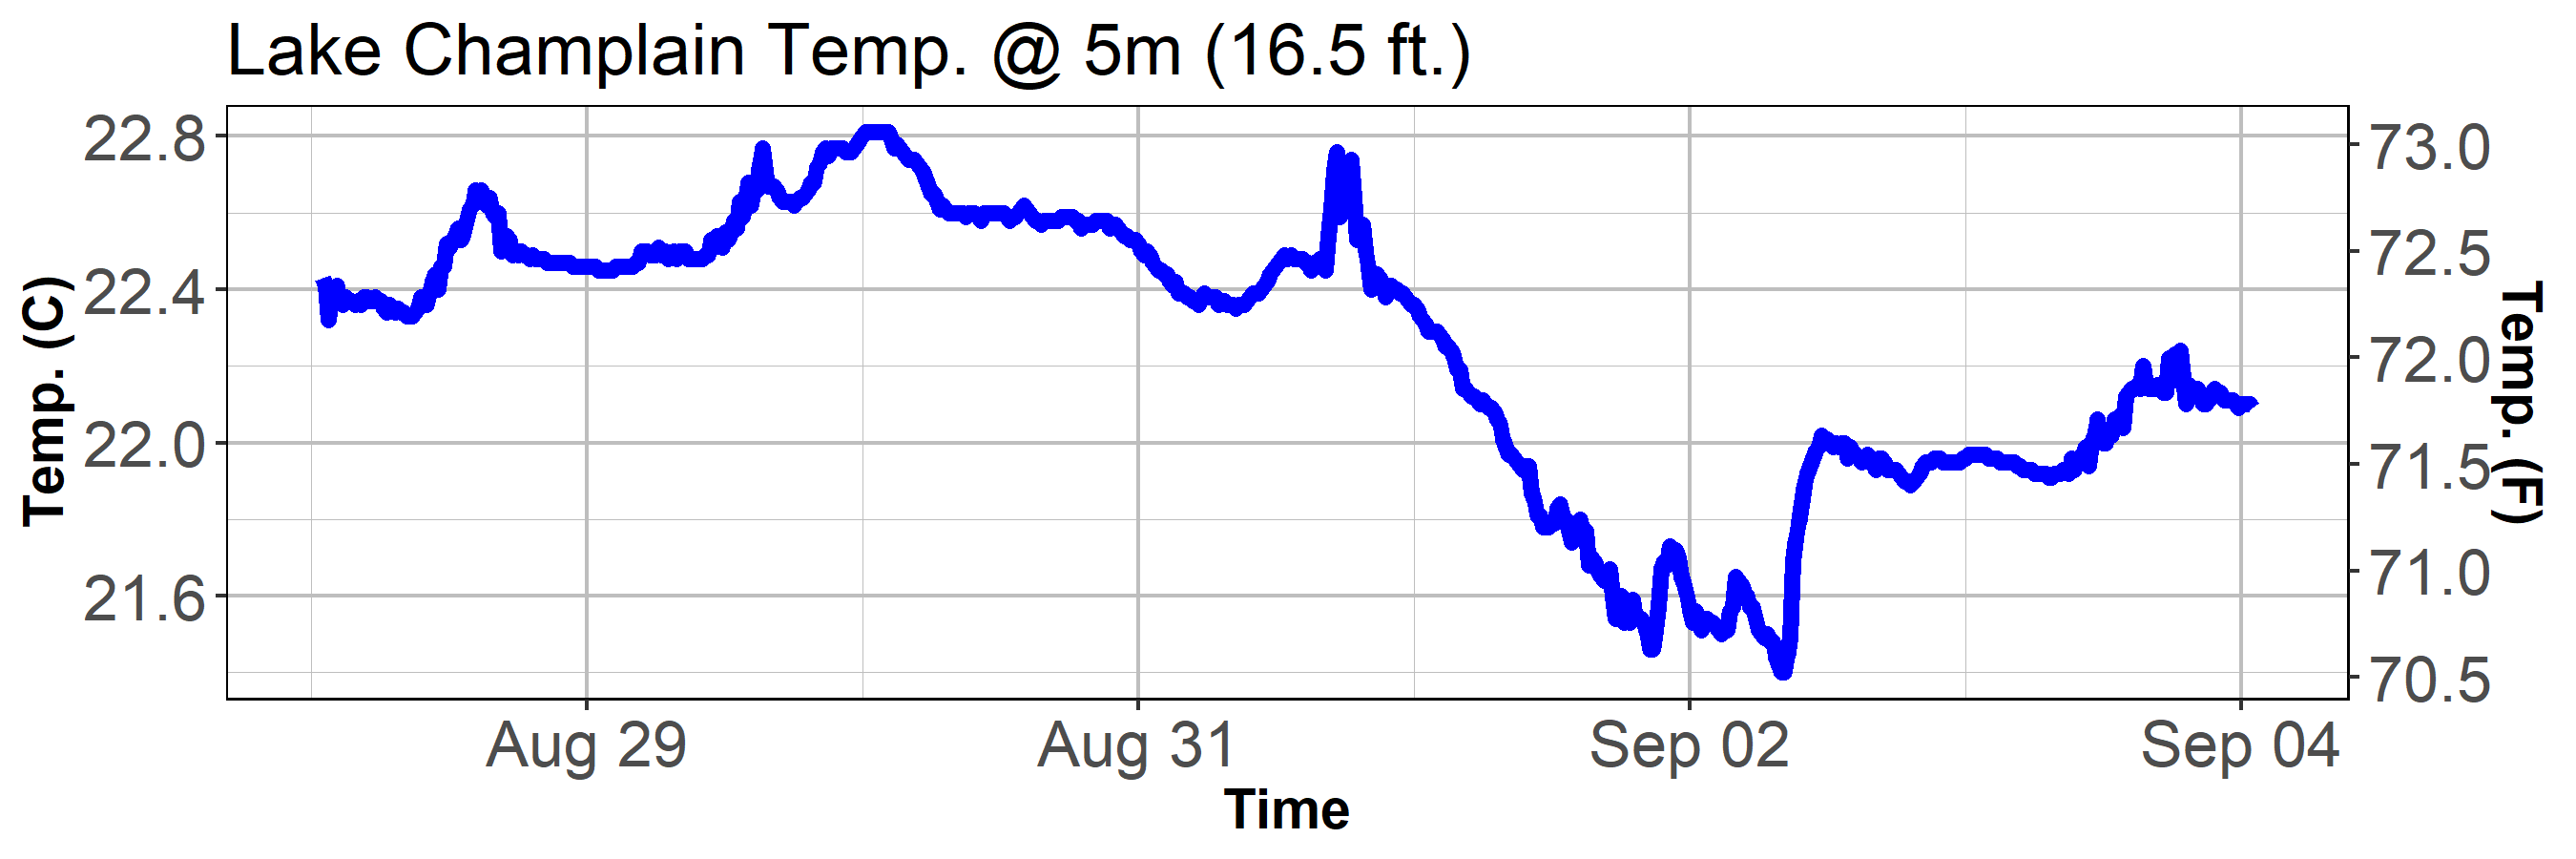 Lake Champlain Temp. @ 5m (16.5 ft.)
Temp. (C)
22.8
22.4
22.0
21.6
73.0
72.5
72.0
71.5
71.0
70.5
Temp. (F)
Aug 29 Aug 31 Sep 02 Sep 04
Time